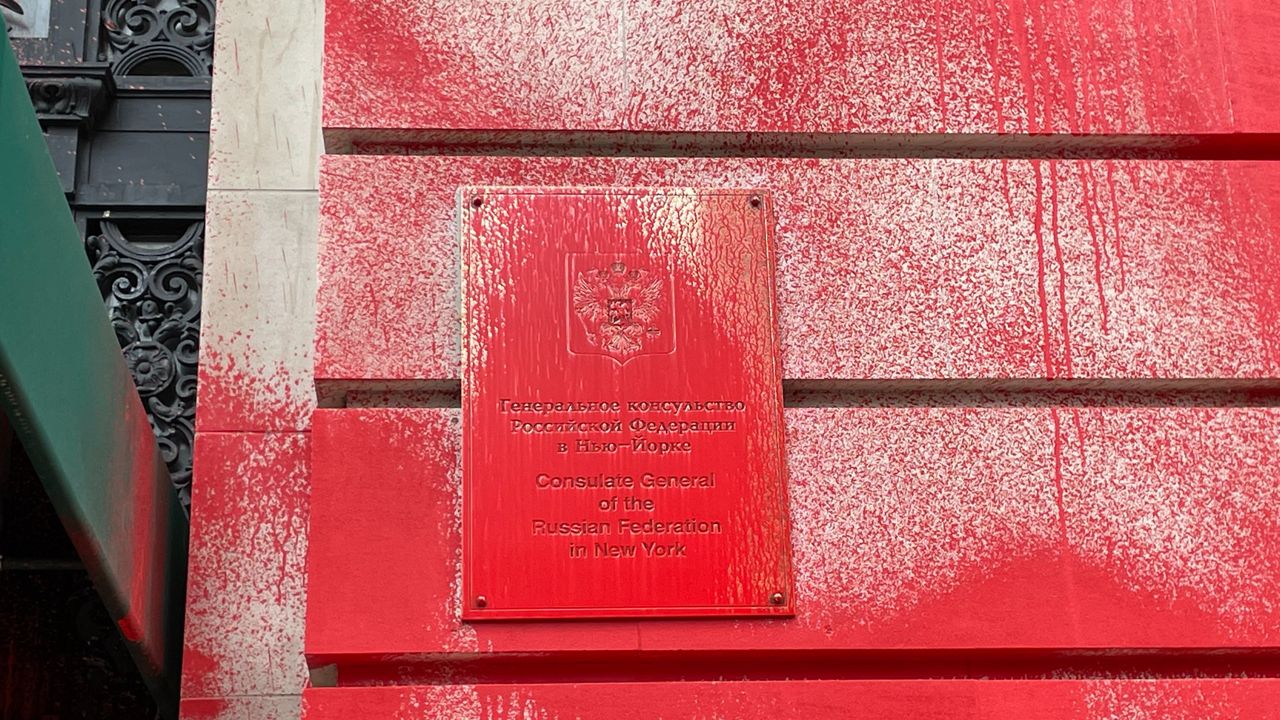 Генеральное консульство
Российской Федерации
в Нью-Йорке
Consulate General
of the
Russian Federation
in New York